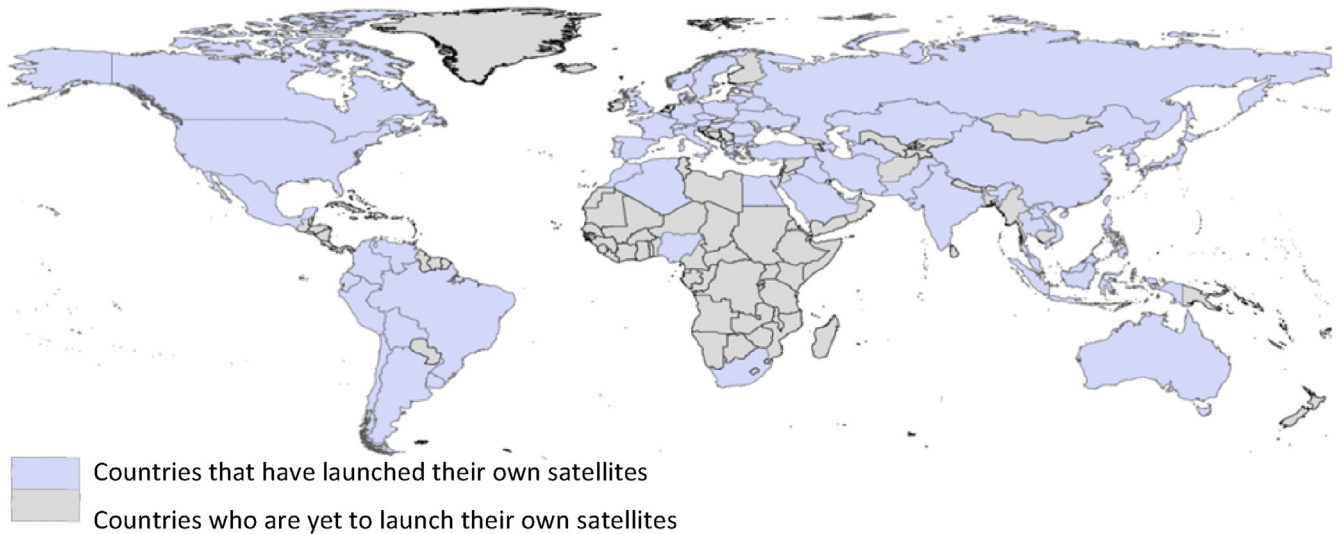 Countries that have launched their own satellites
Countries who are yet to launch their own satellites